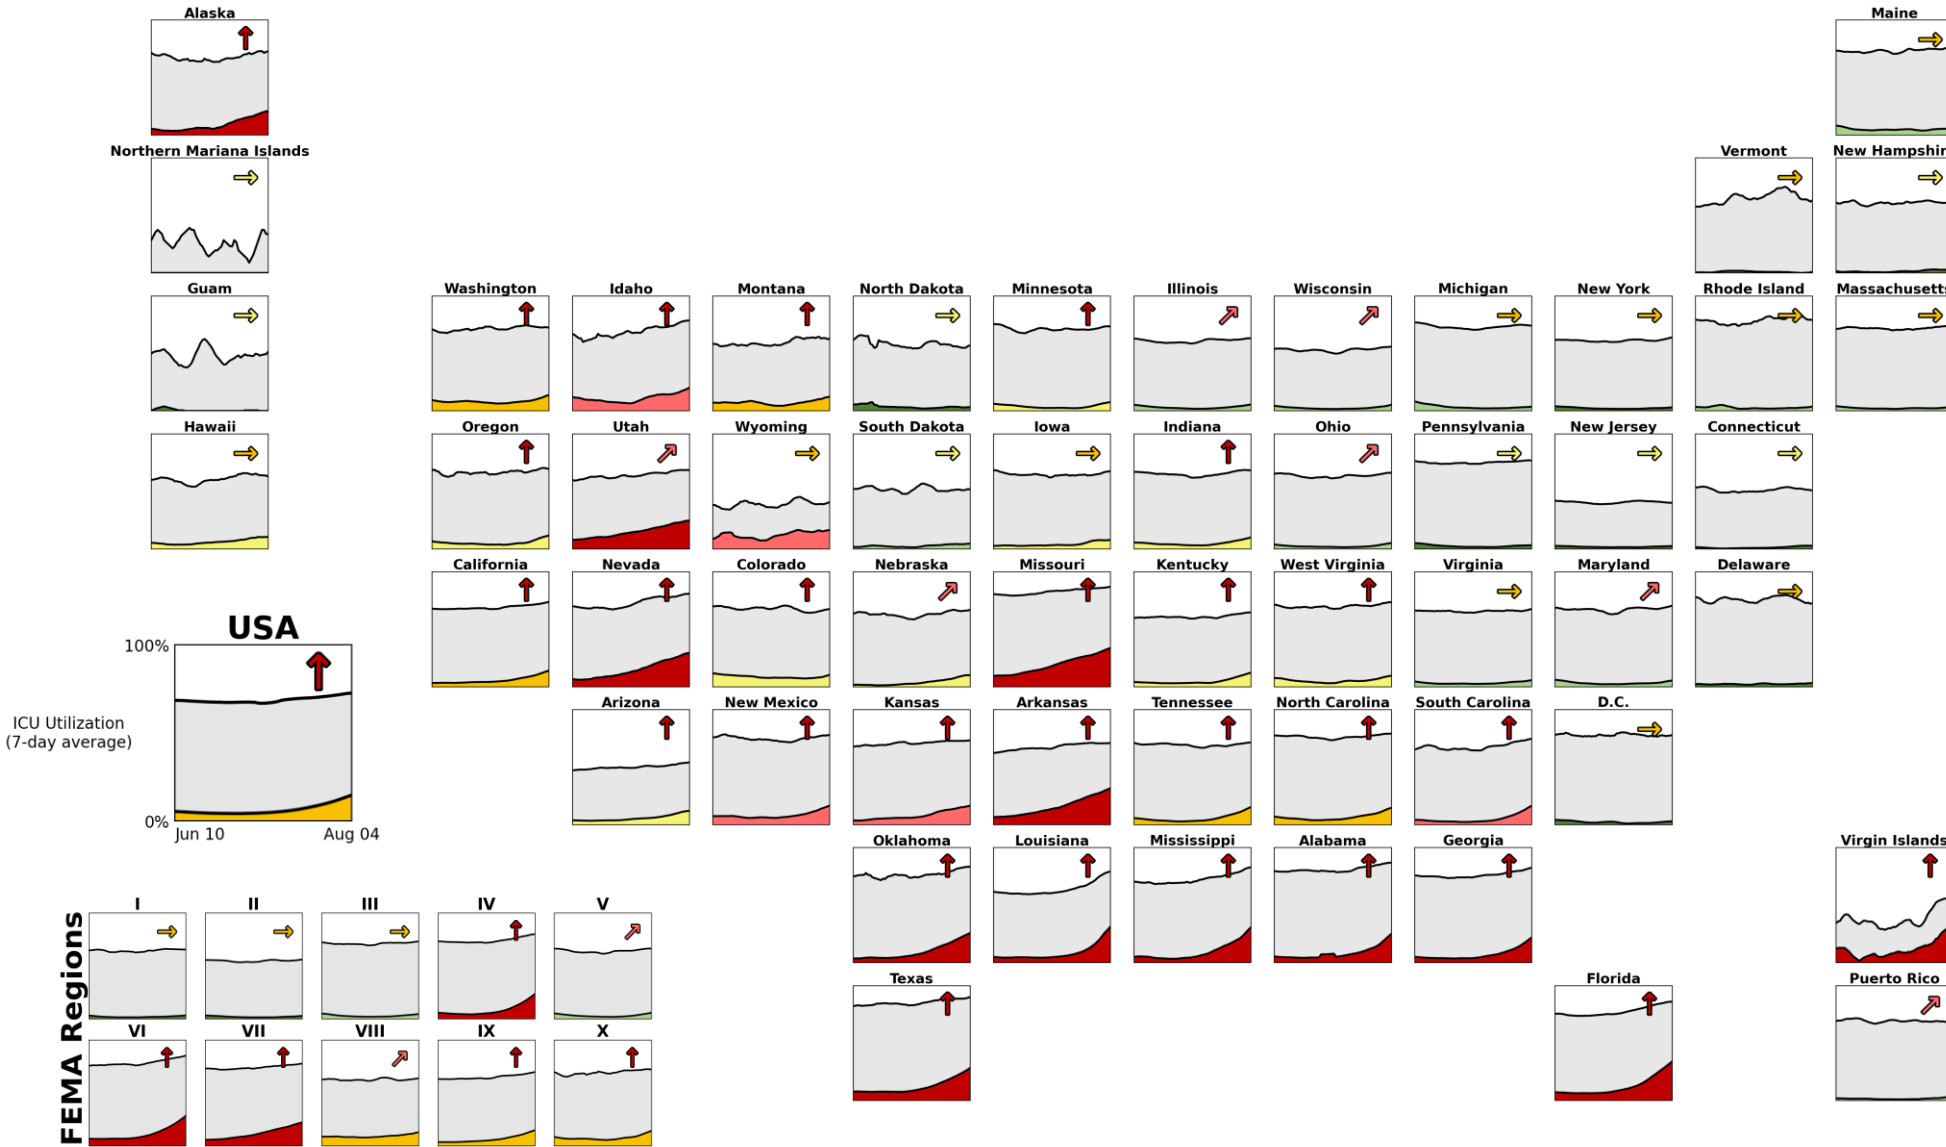 Alaska
Maine
Northern Mariana Islands
Vermont
New Hampshir
Guam
Washington
Idaho
Montana
North Dakota
Minnesota
Illinois
Wisconsin
Michigan
New York
Rhode Island
Massachusetts
Hawaii
Oregon
Utah
Wyoming
South Dakota
Iowa
Indiana
Ohio
Pennsylvania
New Jersey
Connecticut
California
Nevada
Colorado
Nebraska
Missouri
Kentucky
West Virginia
Virginia
Maryland
Delaware
USA
100%
ICU Utilization
(7-day average)
0%
Jun 10
Aug 04
Arizona
New Mexico
Kansas
Arkansas
Tennessee
North Carolina
South Carolina
D.C.
Oklahoma
Louisiana
Mississippi
Alabama
Georgia
Virgin Islands
Texas
Florida
Puerto Rico
FEMA Regions
I
II
III
IV
V
VI
VII
VIII
IX
X